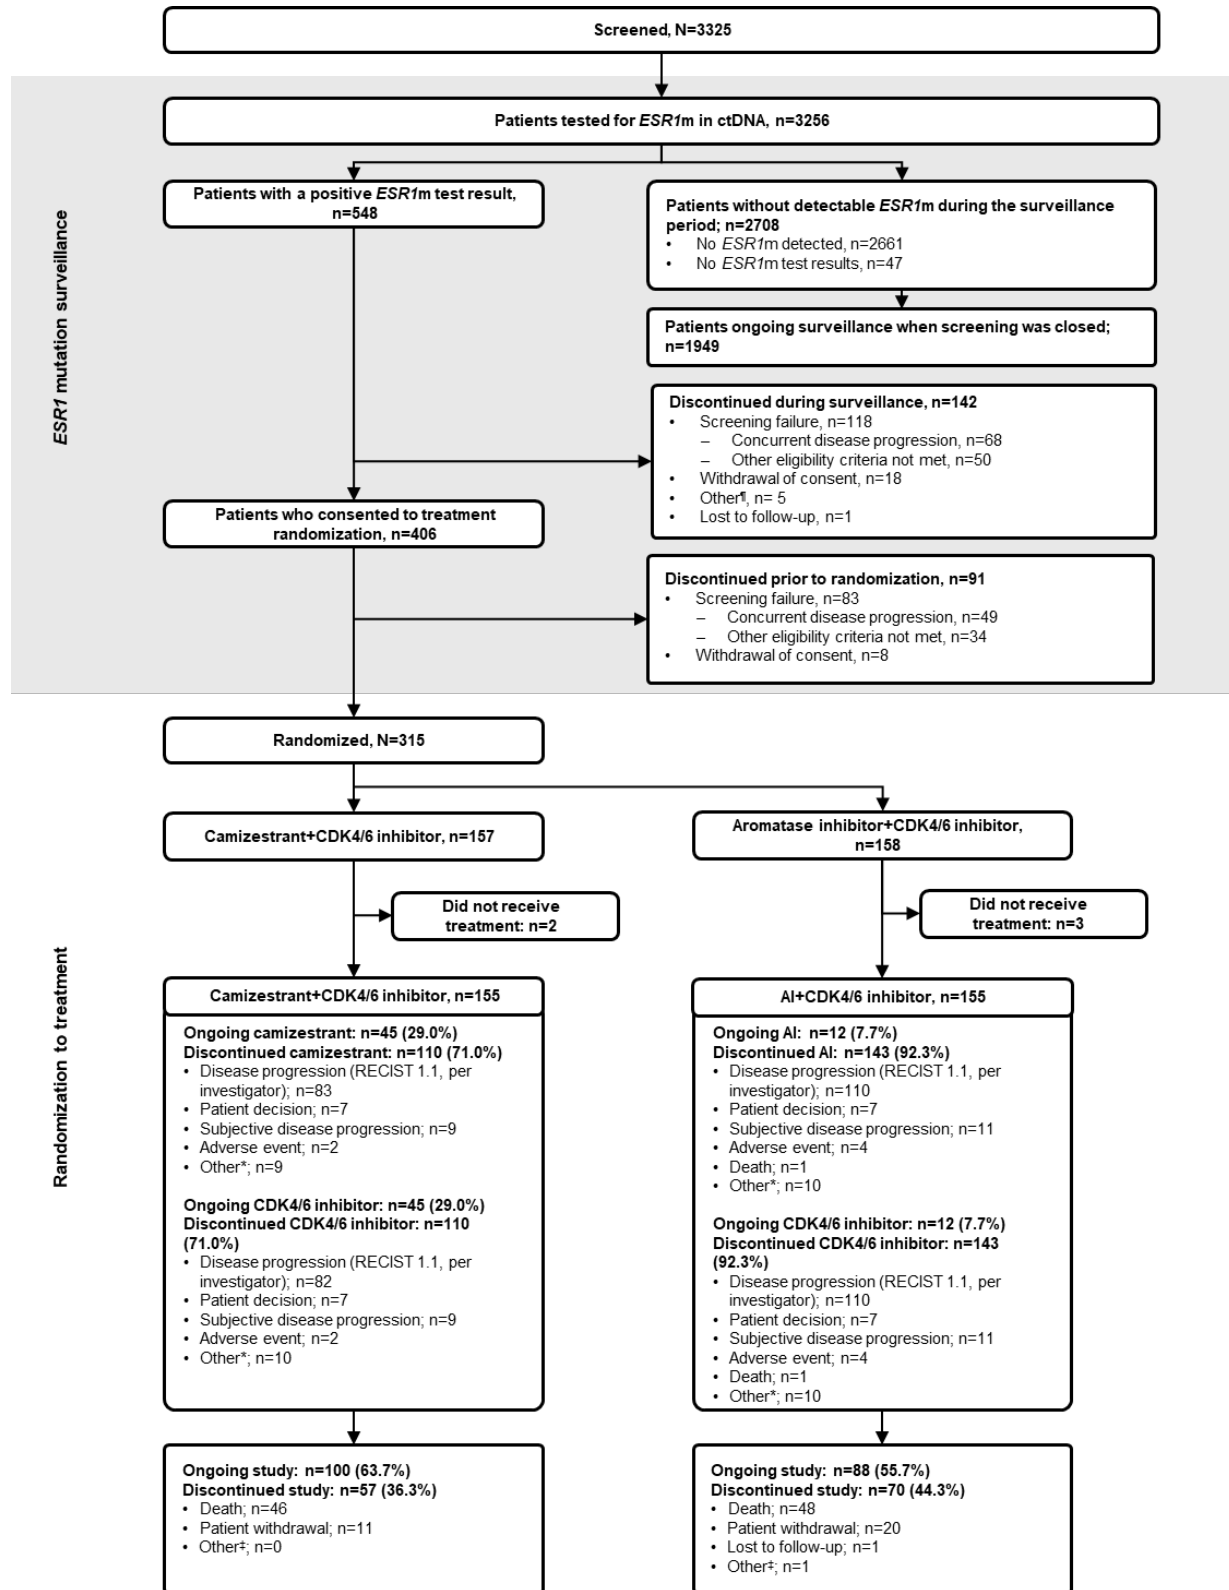 Screened, N=3325
ESR1 mutation surveillance
Patients tested for ESR1m in ctDNA, n=3256
Patients with a positive ESR1m test result,
n=548
Patients without detectable ESR1m during the surveillance
period; n=2708
• No ESR1m detected, n=2661
• No ESR1m test results, n=47
Patients ongoing surveillance when screening was closed;
n=1949
Discontinued during surveillance, n=142
• Screening failure, n=118
– Concurrent disease progression, n=68
– Other eligibility criteria not met, n=50
• Withdrawal of consent, n=18
• Other¶, n= 5
• Lost to follow-up, n=1
Patients who consented to treatment
randomization, n=406
Discontinued prior to randomization, n=91
• Screening failure, n=83
– Concurrent disease progression, n=49
– Other eligibility criteria not met, n=34
• Withdrawal of consent, n=8
Randomization to treatment
Randomized, N=315
Camizestrant+CDK4/6 inhibitor, n=157
Aromatase inhibitor+CDK4/6 inhibitor,
n=158
Did not receive
treatment: n=2
Did not receive
treatment: n=3
Camizestrant+CDK4/6 inhibitor, n=155
Ongoing camizestrant: n=45 (29.0%)
Discontinued camizestrant: n=110 (71.0%)
• Disease progression (RECIST 1.1, per
investigator); n=83
• Patient decision; n=7
• Subjective disease progression; n=9
• Adverse event; n=2
• Other*; n=9
Ongoing CDK4/6 inhibitor: n=45 (29.0%)
Discontinued CDK4/6 inhibitor: n=110
(71.0%)
• Disease progression (RECIST 1.1, per
investigator); n=82
• Patient decision; n=7
• Subjective disease progression; n=9
• Adverse event; n=2
• Other*; n=10
AI+CDK4/6 inhibitor, n=155
Ongoing AI: n=12 (7.7%)
Discontinued AI: n=143 (92.3%)
• Disease progression (RECIST 1.1, per
investigator); n=110
• Patient decision; n=7
• Subjective disease progression; n=11
• Adverse event; n=4
• Death; n=1
• Other*; n=10
Ongoing CDK4/6 inhibitor: n=12 (7.7%)
Discontinued CDK4/6 inhibitor: n=143
(92.3%)
• Disease progression (RECIST 1.1, per
investigator); n=110
• Patient decision; n=7
• Subjective disease progression; n=11
• Adverse event; n=4
• Death; n=1
• Other*; n=10
Ongoing study: n=100 (63.7%)
Discontinued study: n=57 (36.3%)
• Death; n=46
• Patient withdrawal; n=11
• Other‡; n=0
Ongoing study: n=88 (55.7%)
Discontinued study: n=70 (44.3%)
• Death; n=48
• Patient withdrawal; n=20
• Lost to follow-up; n=1
• Other‡; n=1